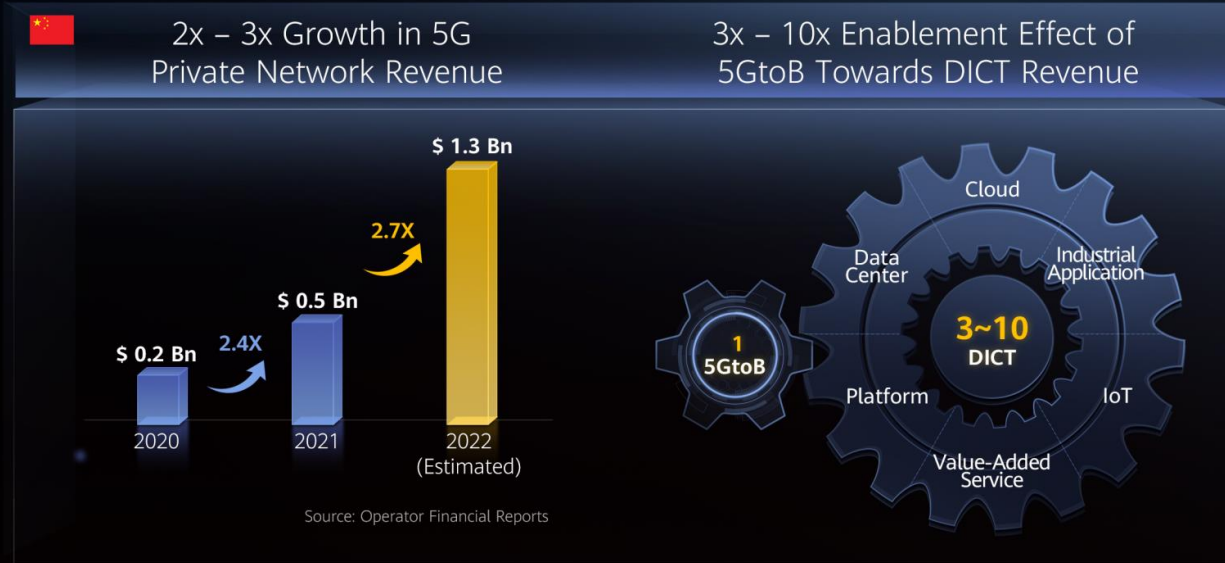 2x – 3x Growth in 5G
Private Network Revenue
$ 1.3 Bn
2.7X
$ 0.5 Bn
2.4X
$ 0.2 Bn
2020
2021
2022
(Estimated)
Source: Operator Financial Reports
3x – 10x Enablement Effect of
5GtoB Towards DICT Revenue
1
5GtoB
3~10
DICT
Cloud
Industrial
Application
IoT
Value-Added
Service
Platform
Data
Center